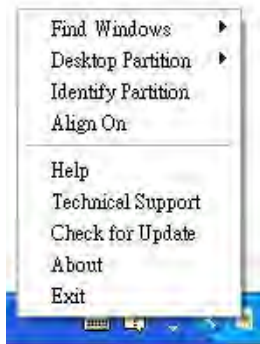 Find Windows
Desktop Partition
Identify Partition
Align On
Help
Technical Support
Check for Update
About
Exit